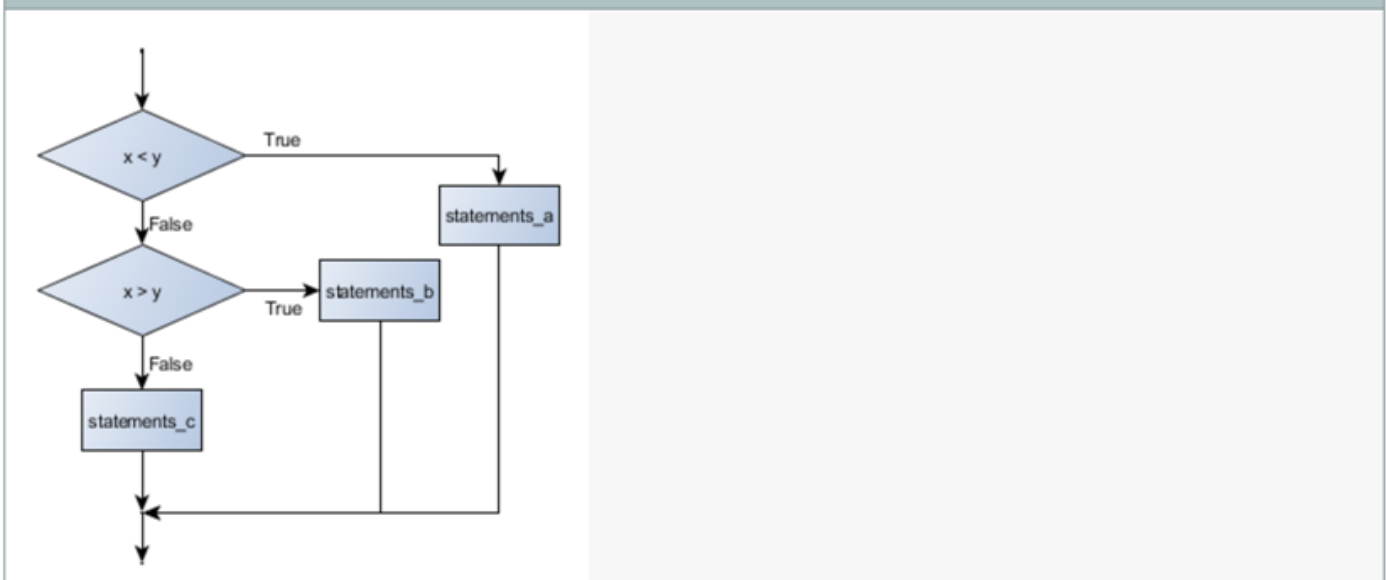 True
x < y
statements_a
False
x > y
statements_b
True
False
statements_c